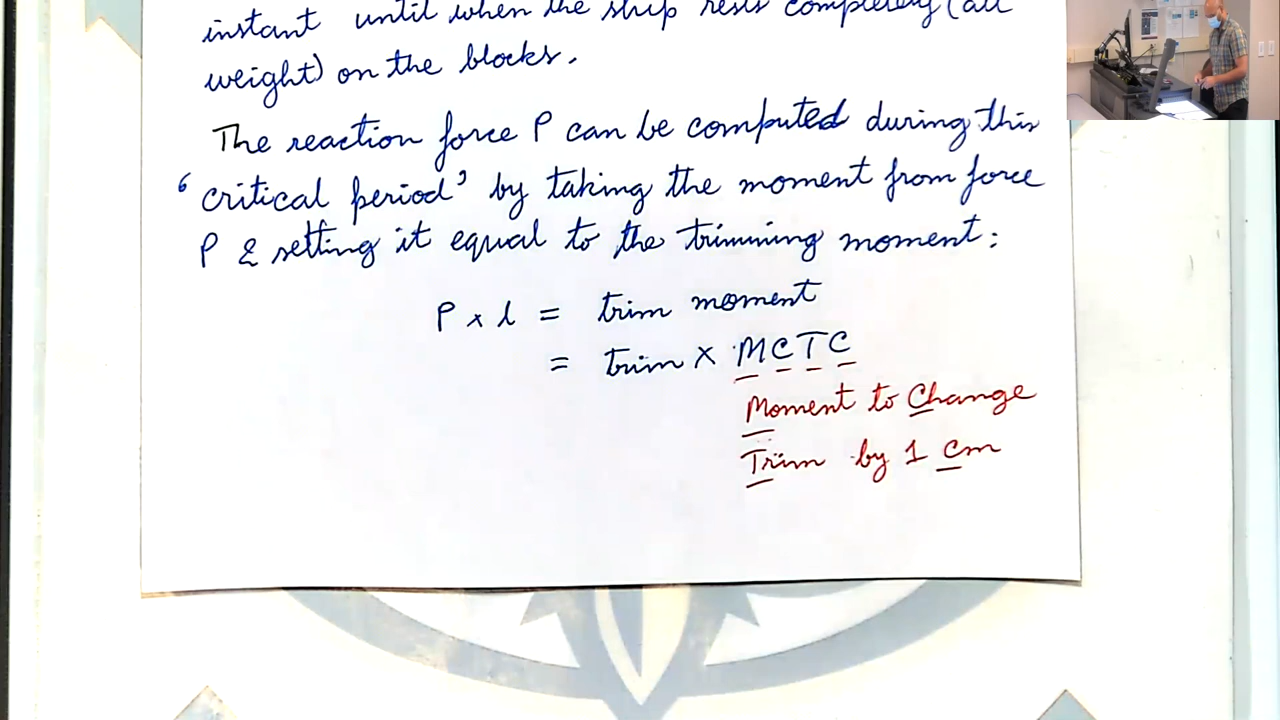 instant until when the ship rests completely (all
weight) on the blocks.
The reaction force P can be computed during this
'critical period' by taking the moment from force
P & setting it equal to the trimming moment:
P x l = trim moment
= trim x MCTC
Moment to Change
Trim by 1 cm